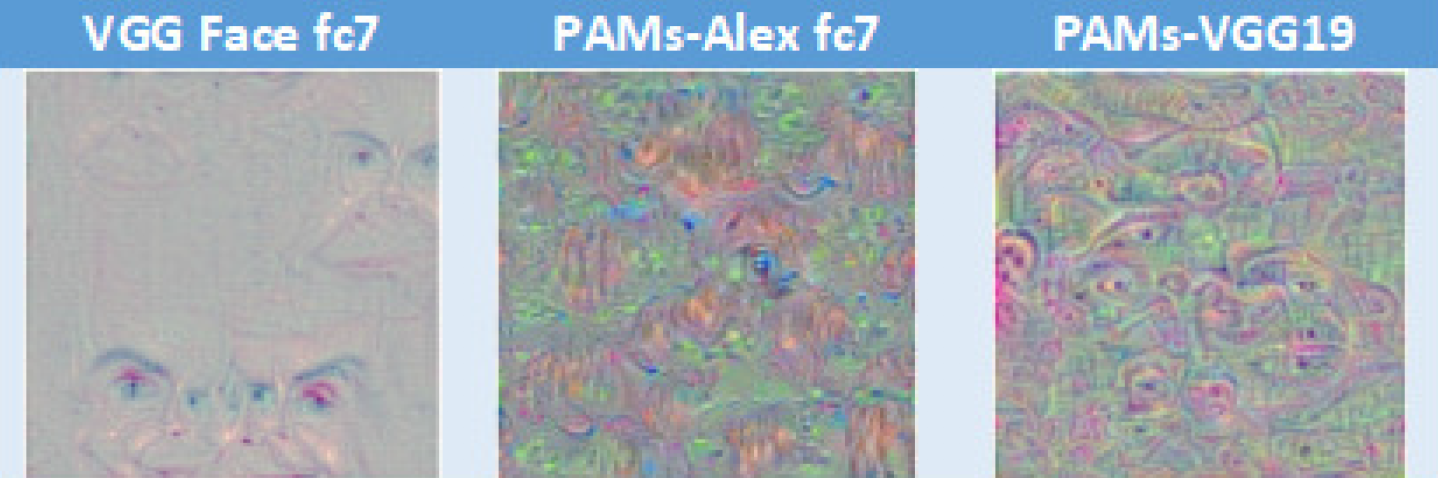 VGG Face fc7
PAMs-Alex fc7
PAMs-VGG19